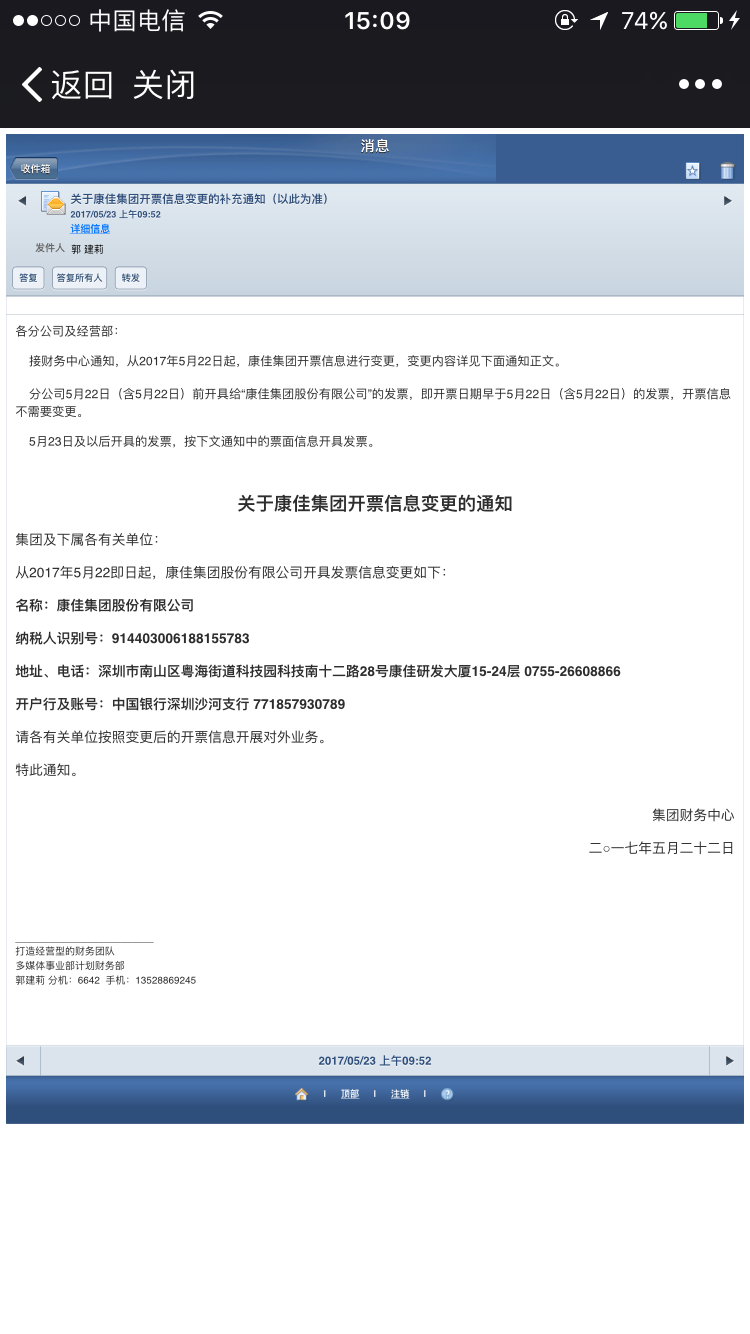 中国电信 15:09 74%
返回 关闭
消息
收件箱
关于康佳集团开票信息变更的补充通知（以此为准）
2017/05/23 上午09:52
详细信息
发件人 郭 建莉
答复 答复所有人 转发
各分公司及经营部：
接财务中心通知，从2017年5月22日起，康佳集团开票信息进行变更，变更内容详见下面通知正文。
分公司5月22日（含5月22日）前开具给“康佳集团股份有限公司”的发票，即开票日期早于5月22日（含5月22日）的发票，开票信息
不需要变更。
5月23日及以后开具的发票，按下文通知中的票面信息开具发票。
关于康佳集团开票信息变更的通知
集团及下属各有关单位：
从2017年5月22即日起，康佳集团股份有限公司开具发票信息变更如下：
名称：康佳集团股份有限公司
纳税人识别号：914403006188155783
地址、电话：深圳市南山区粤海街道科技园科技南十二路28号康佳研发大厦15-24层 0755-26608866
开户行及账号：中国银行深圳沙河支行 771857930789
请各有关单位按照变更后的开票信息开展对外业务。
特此通知。
集团财务中心
二○一七年五月二十二日
打造经营型的财务团队
多媒体事业部计划财务部
郭建莉 分机：6642 手机：13528869245
2017/05/23 上午09:52
顶部 注销